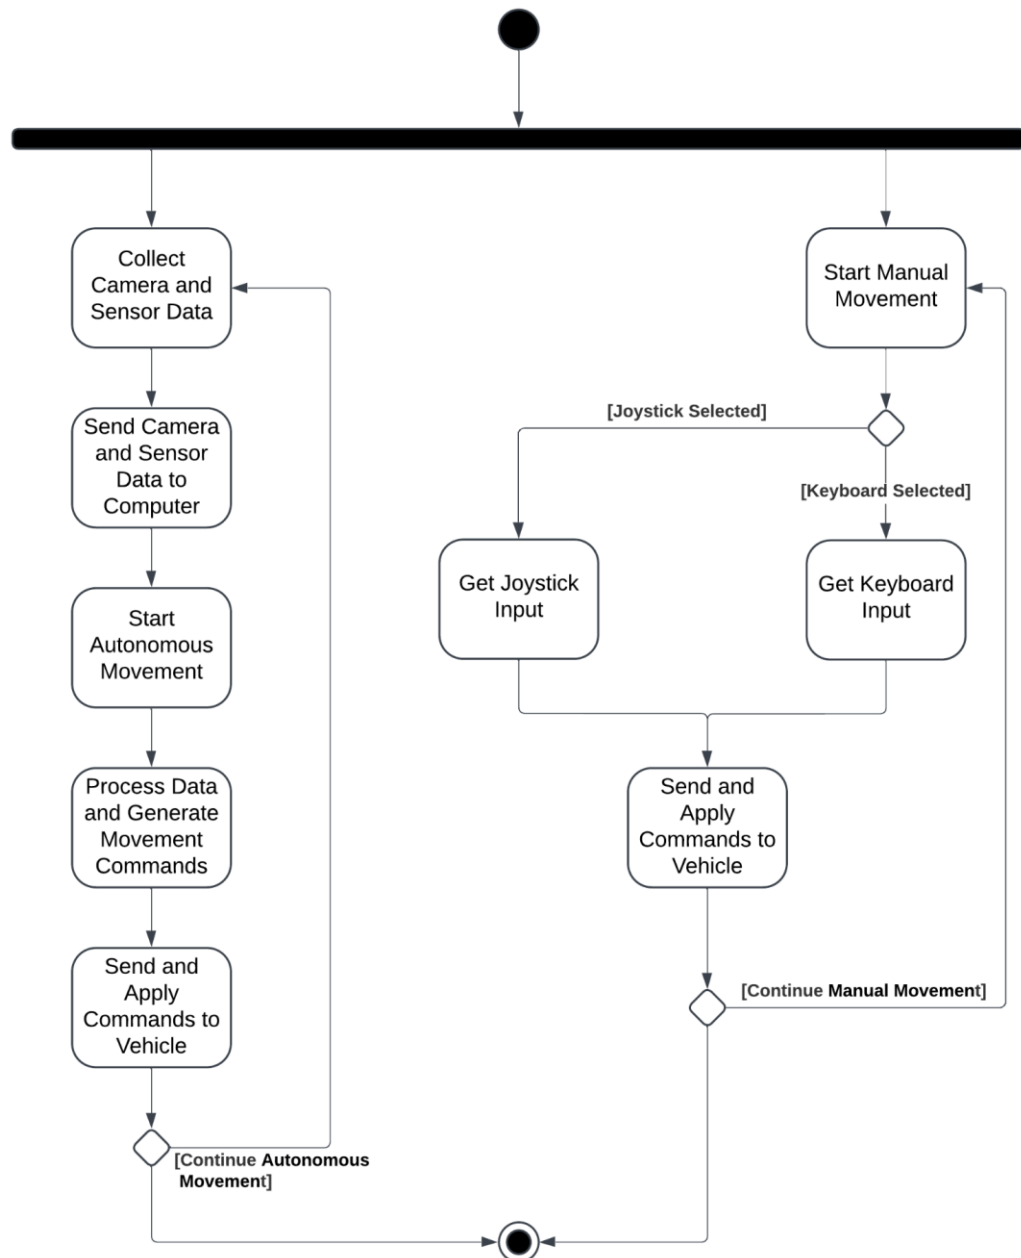 Collect
Camera and
Sensor Data
Send Camera
and Sensor
Data to
Computer
Start
Autonomous
Movement
Process Data
and Generate
Movement
Commands
Send and
Apply
Commands to
Vehicle
[Continue Autonomous
Movement]
Start Manual
Movement
[Joystick Selected]
[Keyboard Selected]
Get Joystick
Input
Get Keyboard
Input
Send and
Apply
Commands to
Vehicle
[Continue Manual Movement]